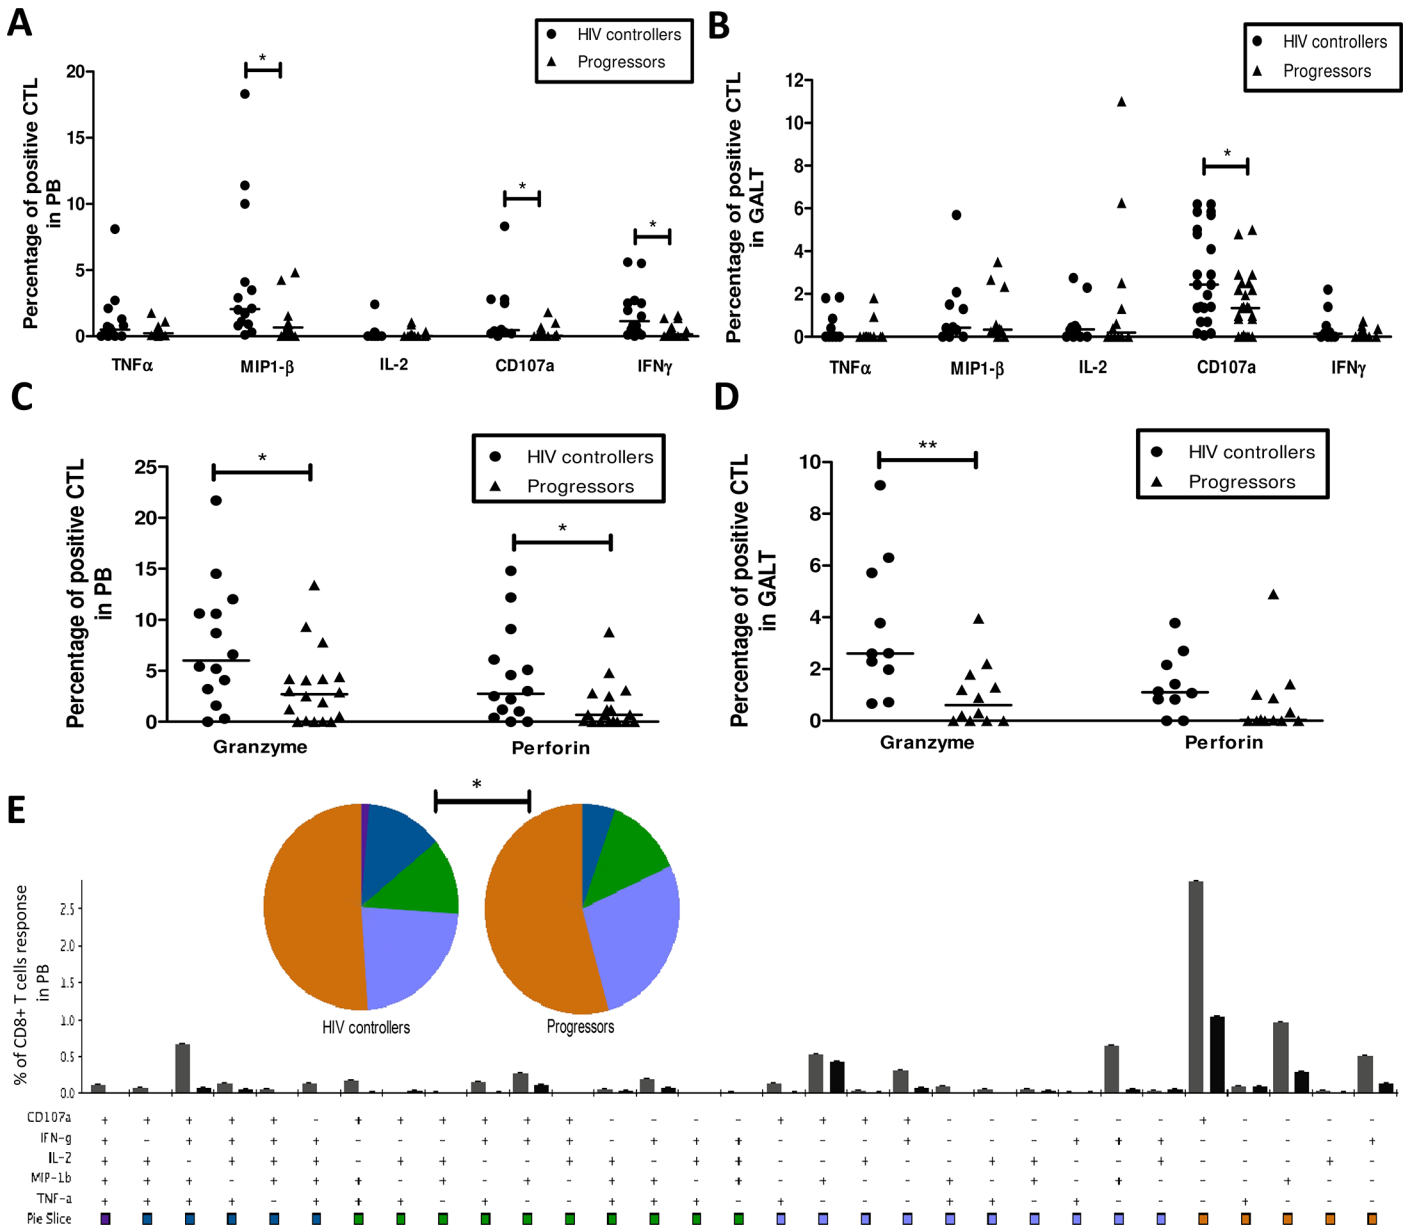 A
HIV controllers
Progressors
Percentage of positive CTL
in PB
20
15
10
5
0
*
*
*
TNFα
MIP1-β
IL-2
CD107a
IFNγ
B
HIV controllers
Progressors
Percentage of positive CTL
in GALT
12
10
8
6
4
2
0
*
TNFα
MIP1-β
IL-2
CD107a
IFNγ
C
HIV controllers
Progressors
Percentage of positive CTL
in PB
25
20
15
10
5
0
*
*
Granzyme
Perforin
D
HIV controllers
Progressors
Percentage of positive CTL
in GALT
10
8
6
4
2
0
**
Granzyme
Perforin
E
*
HIV controllers
Progressors
% of CD8+ T cells response
in PB
2.5
2.0
1.5
1.0
0.5
0.0
CD107a + + + + + - + + + + + + - - - - + + + + - - - - - - + - - - -
IFN-g + - + + + + - - - + + + - + + + - - - + - - - + + + - - - - +
IL-2 + + - + + + - + + - - + + - + + - - + - - + + - - + - - - + -
MIP-1b + + + - + + + - + - + - + + - + - + - - + - + - + - - - + - -
TNF-a + + + + - + + + - + - - + + + - + - - - + + - + - - - + - - -
Pie Slice